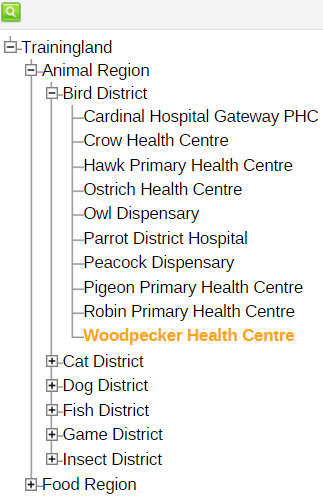 Trainingland
Animal Region
Bird District
Cardinal Hospital Gateway PHC
Crow Health Centre
Hawk Primary Health Centre
Ostrich Health Centre
Owl Dispensary
Parrot District Hospital
Peacock Dispensary
Pigeon Primary Health Centre
Robin Primary Health Centre
Woodpecker Health Centre
Cat District
Dog District
Fish District
Game District
Insect District
Food Region